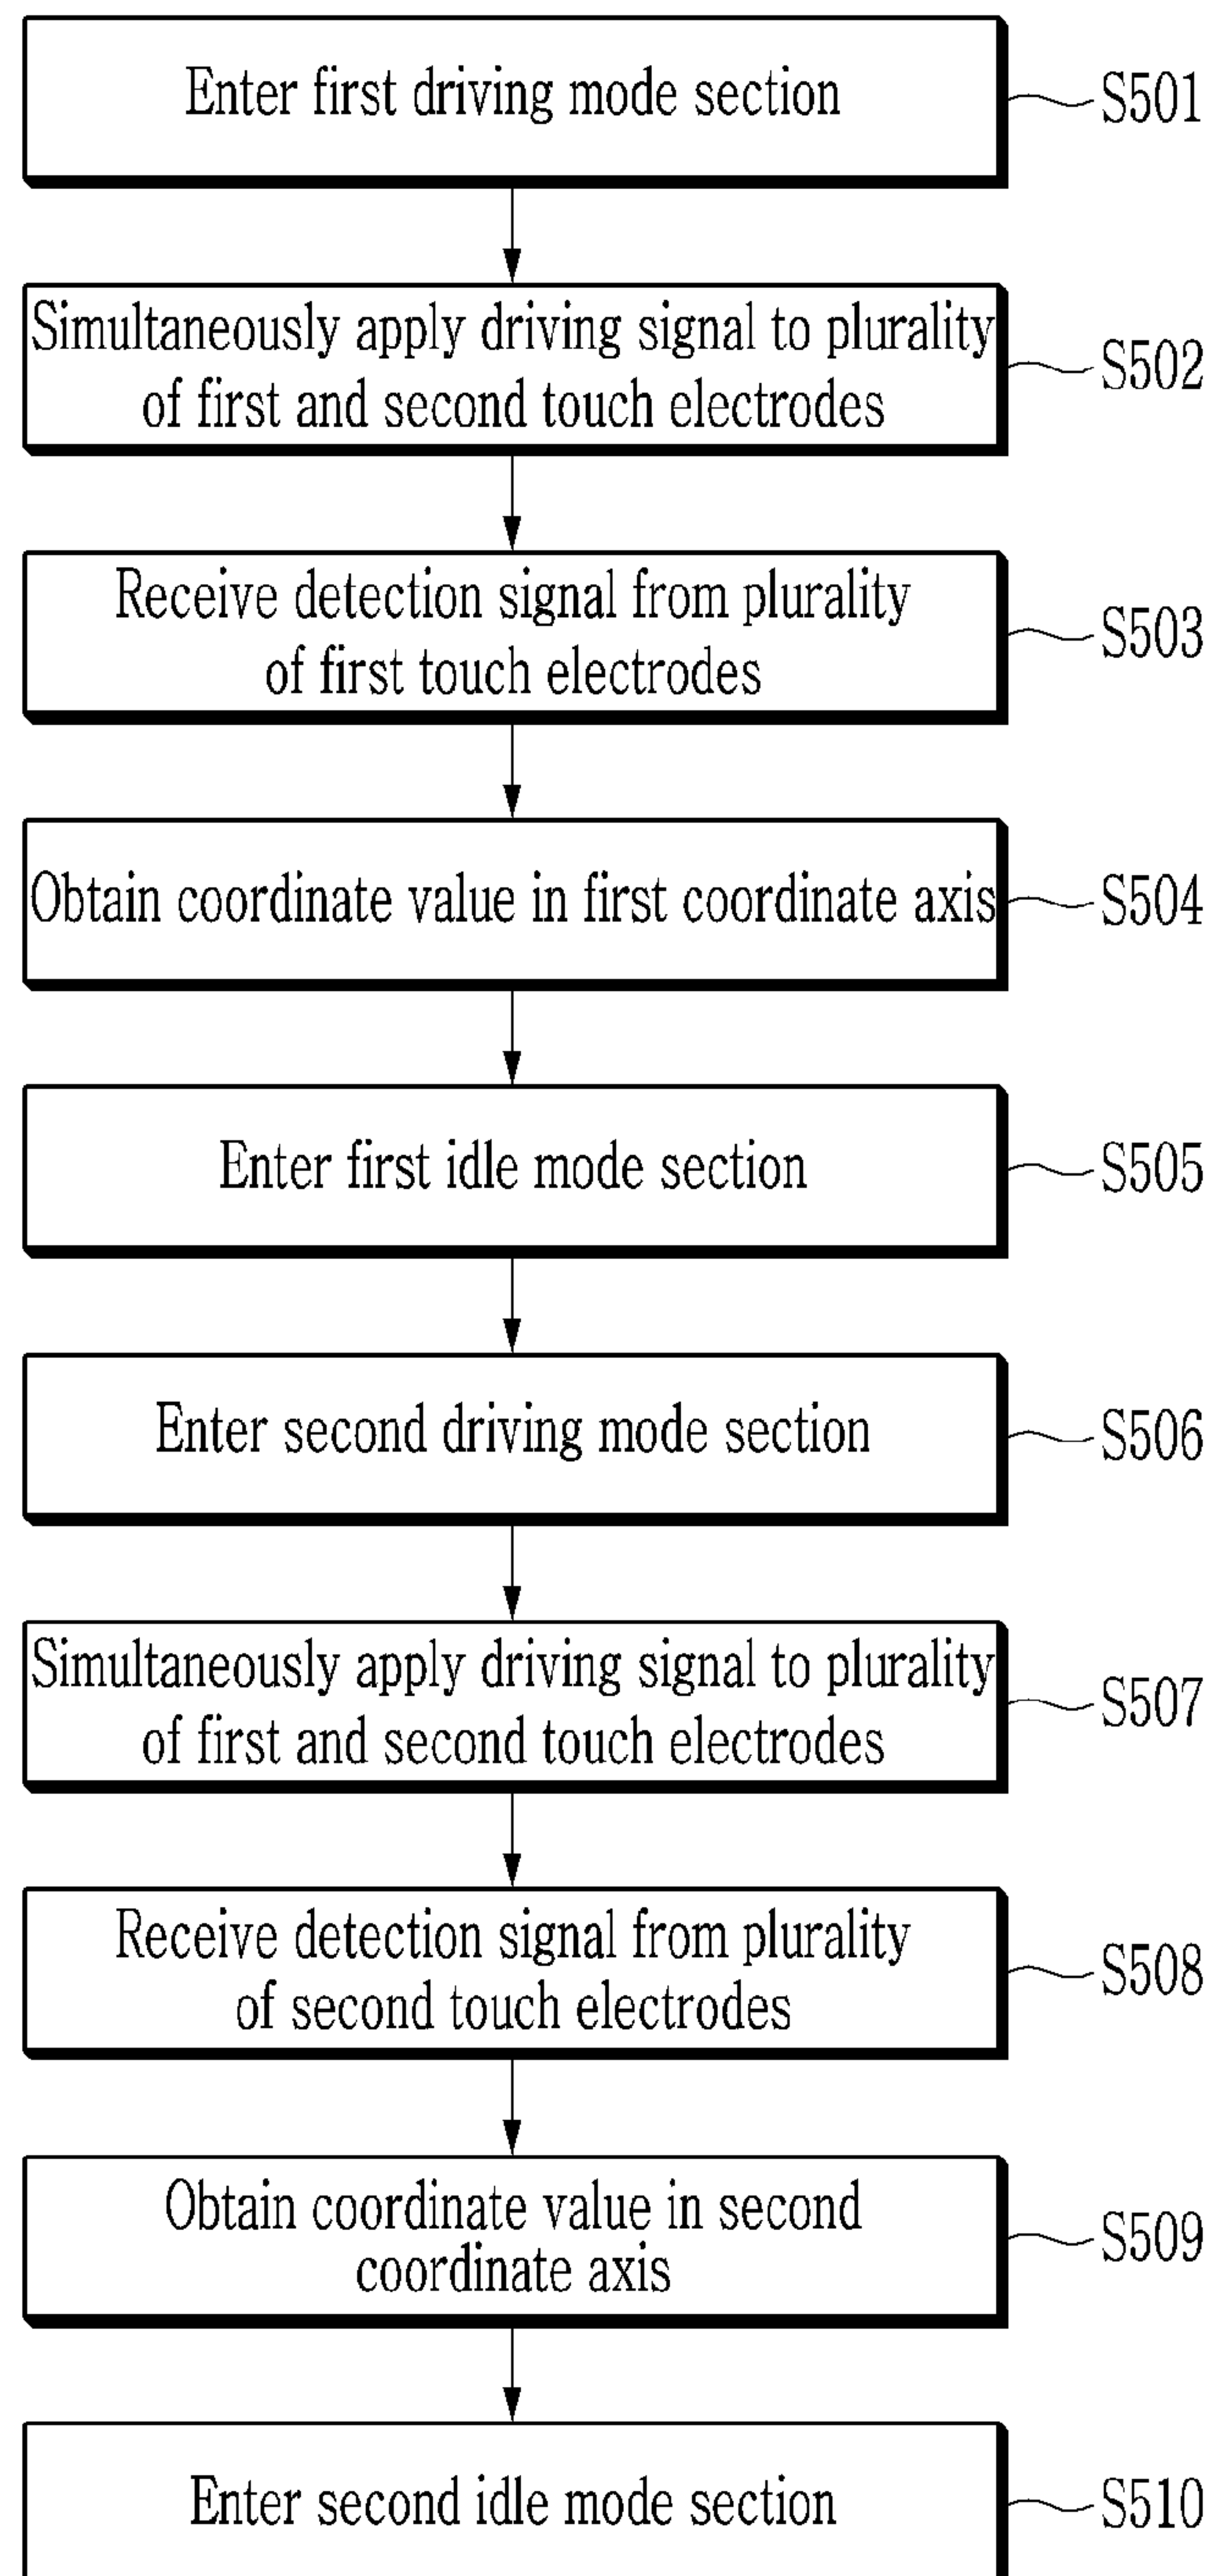 Enter first driving mode section
S501
Simultaneously apply driving signal to plurality
of first and second touch electrodes
S502
Receive detection signal from plurality
of first touch electrodes
S503
Obtain coordinate value in first coordinate axis
S504
Enter first idle mode section
S505
Enter second driving mode section
S506
Simultaneously apply driving signal to plurality
of first and second touch electrodes
S507
Receive detection signal from plurality
of second touch electrodes
S508
Obtain coordinate value in second
coordinate axis
S509
Enter second idle mode section
S510